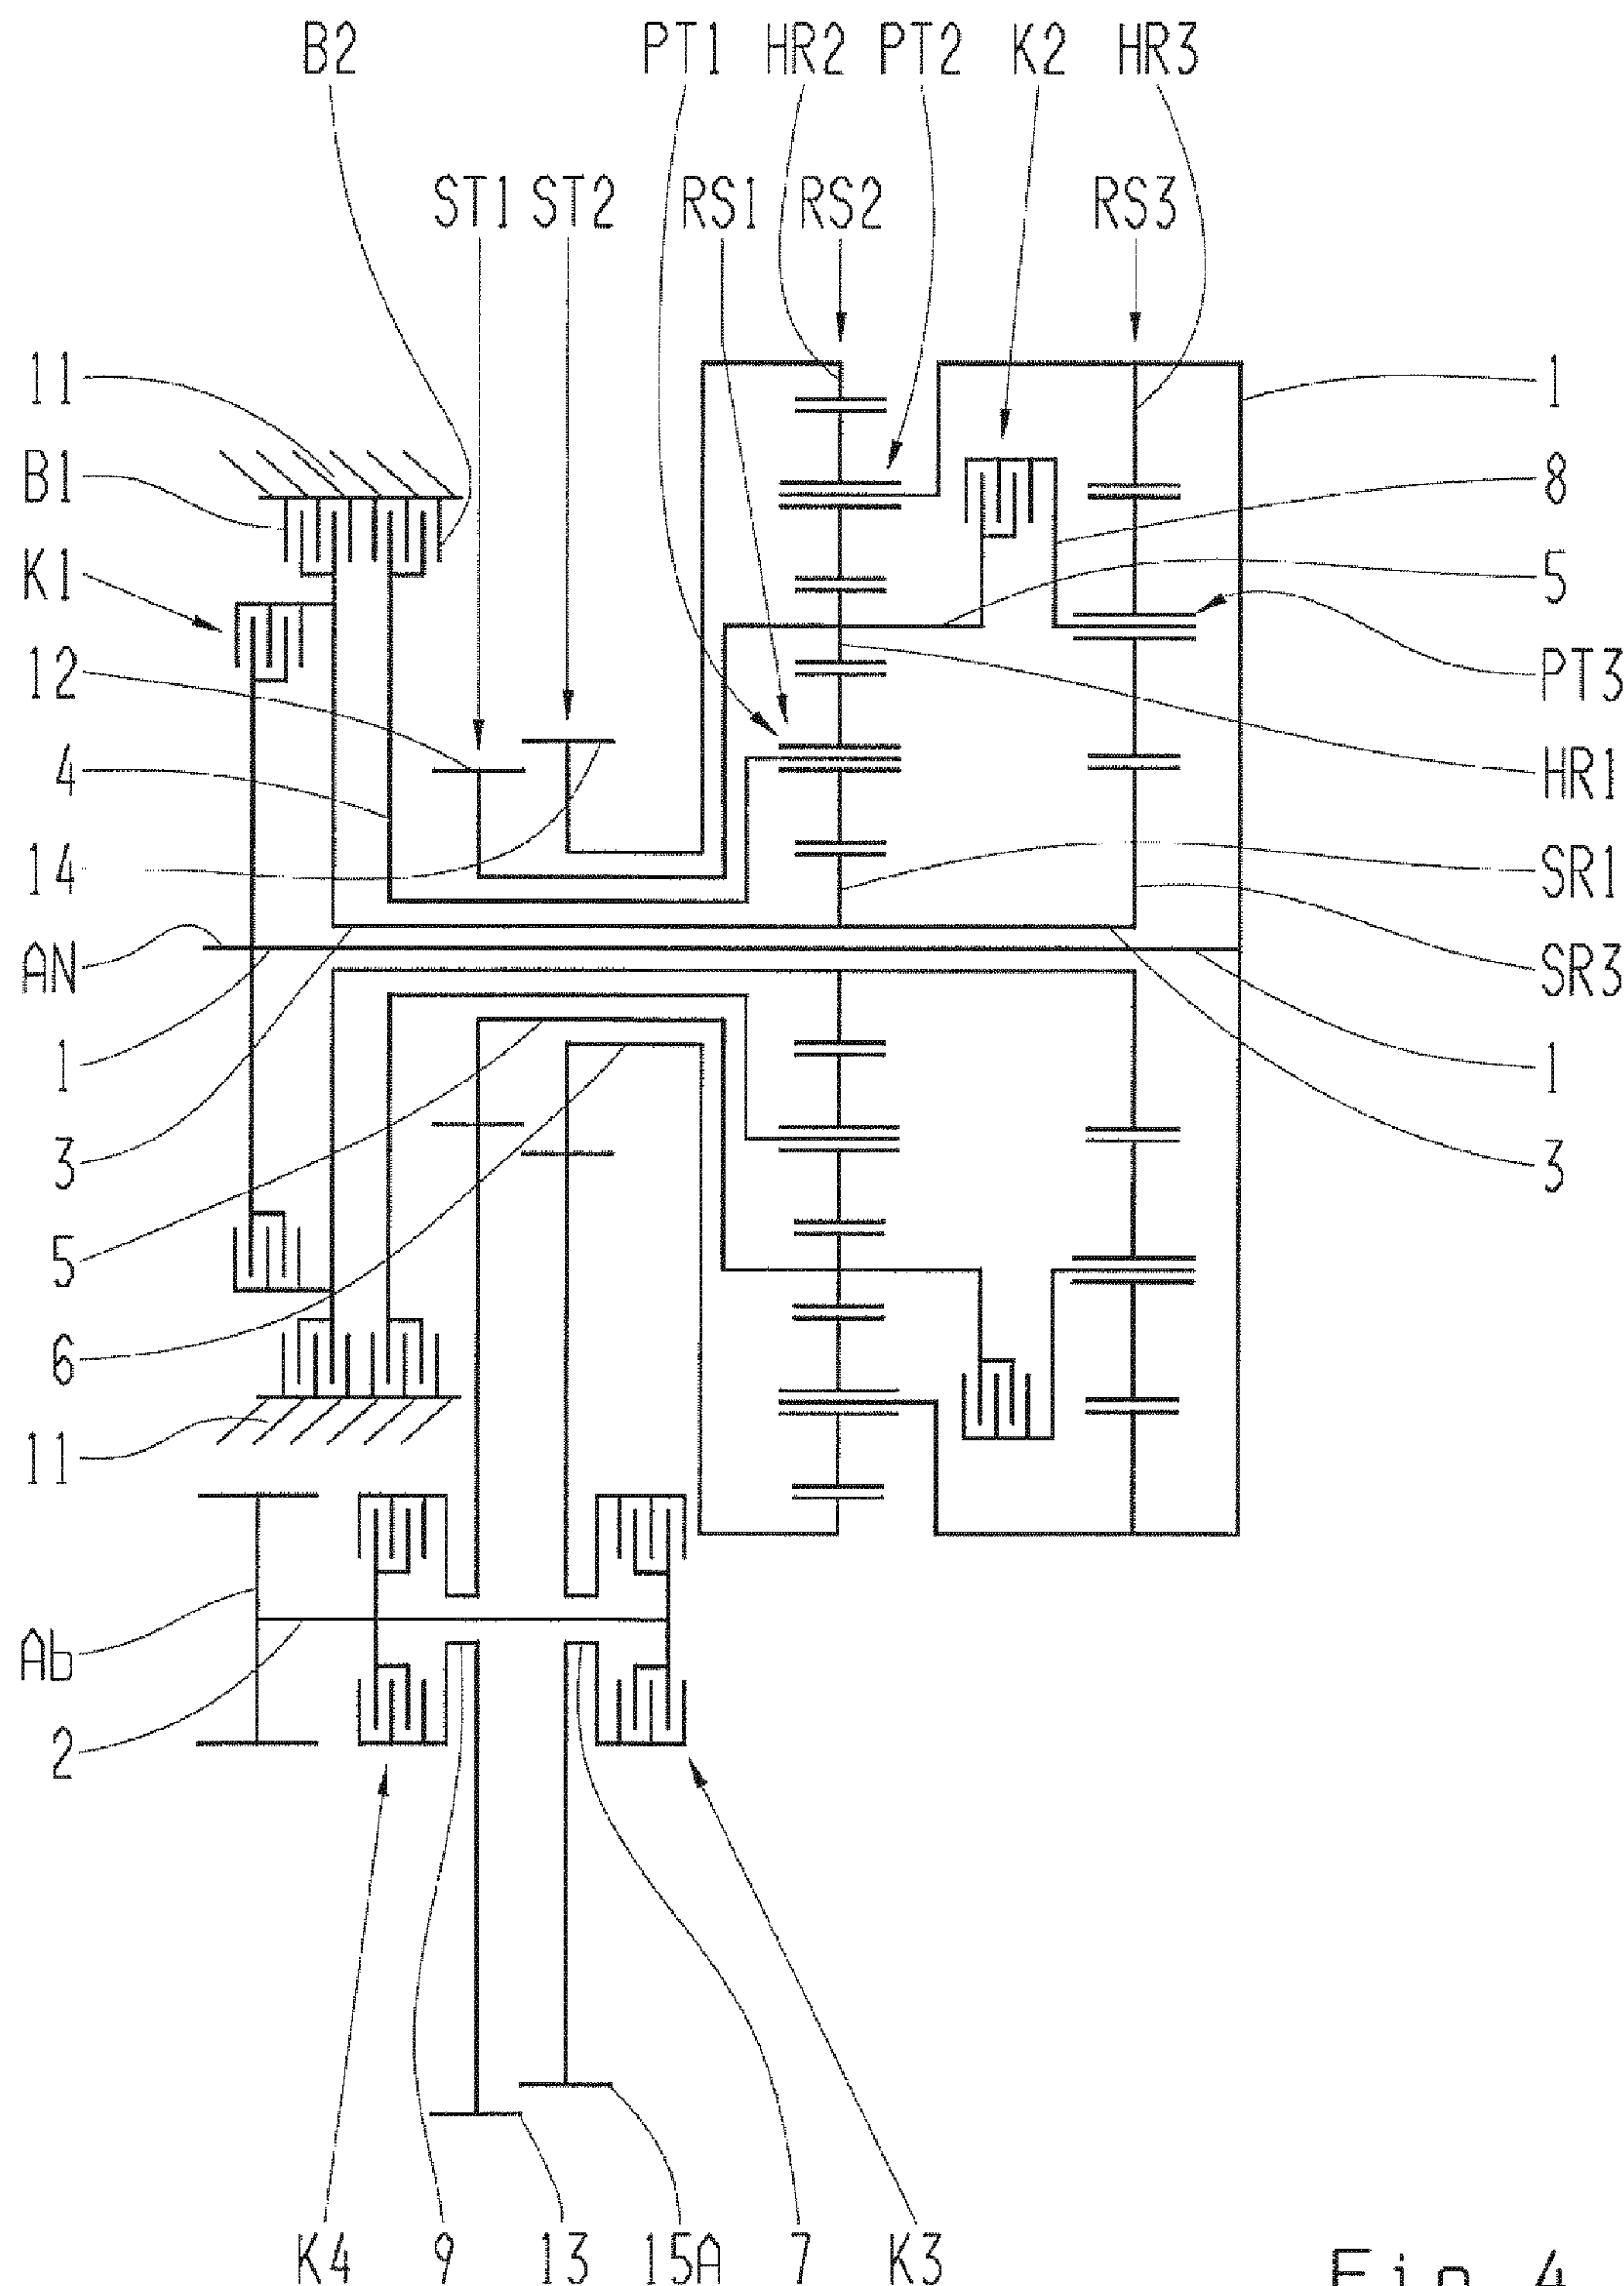 B2 PT1 HR2 PT2 K2 HR3
ST1 ST2 RS1 RS2 RS3
11 1
B1 8
K1 5
12 PT3
4 HR1
14 SR1
AN SR3
1 1
3 3
5
6
11
Ab
2
K4 9 13 15A 7 K3
Fig. 4